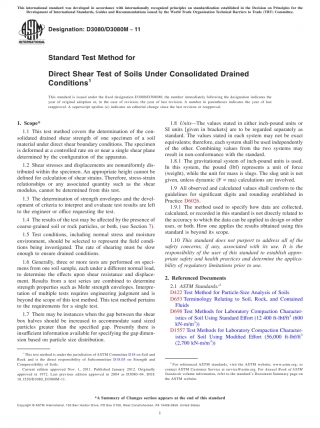 This international standard was developed in accordance with internationally recognized principles on standardization established in the Decision on Principles for the
Development of International Standards, Guides and Recommendations issued by the World Trade Organization Technical Barriers to Trade (TBT) Committee.
Designation: D3080/D3080M − 11
INTERNATIONAL
Standard Test Method for
Direct Shear Test of Soils Under Consolidated Drained
Conditions¹
This standard is issued under the fixed designation D3080/D3080M; the number immediately following the designation indicates the
year of original adoption or, in the case of revision, the year of last revision. A number in parentheses indicates the year of last
reapproval. A superscript epsilon (ε) indicates an editorial change since the last revision or reapproval.
1. Scope*
1.1 This test method covers the determination of the con-
solidated drained shear strength of one specimen of a soil
material under direct shear boundary conditions. The specimen
is deformed at a controlled rate on or near a single shear plane
determined by the configuration of the apparatus.
1.2 Shear stresses and displacements are nonuniformly dis-
tributed within the specimen. An appropriate height cannot be
defined for calculation of shear strains. Therefore, stress-strain
relationships or any associated quantity such as the shear
modulus, cannot be determined from this test.
1.3 The determination of strength envelopes and the devel-
opment of criteria to interpret and evaluate test results are left
to the engineer or office requesting the test.
1.4 The results of the test may be affected by the presence of
coarse-grained soil or rock particles, or both, (see Section 7).
1.5 Test conditions, including normal stress and moisture
environment, should be selected to represent the field condi-
tions being investigated. The rate of shearing must be slow
enough to ensure drained conditions.
1.6 Generally, three or more tests are performed on speci-
mens from one soil sample, each under a different normal load,
to determine the effects upon shear resistance and displace-
ment. Results from a test series are combined to determine
strength properties such as Mohr strength envelopes. Interpre-
tation of multiple tests requires engineering judgment and is
beyond the scope of this test method. This test method pertains
to the requirements for a single test.
1.7 There may be instances when the gap between the shear
box halves should be increased to accommodate sand sized
particles greater than the specified gap. Presently there is
insufficient information available for specifying the gap dimen-
sion based on particle size distribution.
¹ This test method is under the jurisdiction of ASTM Committee D18 on Soil and
Rock and is the direct responsibility of Subcommittee D18.05 on Strength and
Compressibility of Soils.
Current edition approved Nov. 1, 2011. Published January 2012. Originally
approved in 1972. Last previous edition approved in 2004 as D3080–04. DOI:
10.1520/D3080_D3080M-11.
1.8 Units—The values stated in either inch-pound units or
SI units [given in brackets] are to be regarded separately as
standard. The values stated in each system may not be exact
equivalents; therefore, each system shall be used independently
of the other. Combining values from the two systems may
result in non-conformance with the standard.
1.8.1 The gravitational system of inch-pound units is used.
In this system, the pound (lbf) represents a unit of force
(weight), while the unit for mass is slugs. The slug unit is not
given, unless dynamic (F = ma) calculations are involved.
1.9 All observed and calculated values shall conform to the
guidelines for significant digits and rounding established in
Practice D6026.
1.9.1 The method used to specify how data are collected,
calculated, or recorded in this standard is not directly related to
the accuracy to which the data can be applied in design or other
uses, or both. How one applies the results obtained using this
standard is beyond its scope.
1.10 This standard does not purport to address all of the
safety concerns, if any, associated with its use. It is the
responsibility of the user of this standard to establish appro-
priate safety and health practices and determine the applica-
bility of regulatory limitations prior to use.
2. Referenced Documents
2.1 ASTM Standards:²
D422 Test Method for Particle-Size Analysis of Soils
D653 Terminology Relating to Soil, Rock, and Contained
Fluids
D698 Test Methods for Laboratory Compaction Character-
istics of Soil Using Standard Effort (12 400 ft-lbf/ft³ (600
kN-m/m³))
D1557 Test Methods for Laboratory Compaction Character-
istics of Soil Using Modified Effort (56,000 ft-lbf/ft³
(2,700 kN-m/m³))
² For referenced ASTM standards, visit the ASTM website, www.astm.org, or
contact ASTM Customer Service at service@astm.org. For Annual Book of ASTM
Standards volume information, refer to the standard's Document Summary page on
the ASTM website.
*A Summary of Changes section appears at the end of this standard
Copyright © ASTM International, 100 Barr Harbor Drive, PO Box C700, West Conshohocken, PA 19428-2959. United States
1